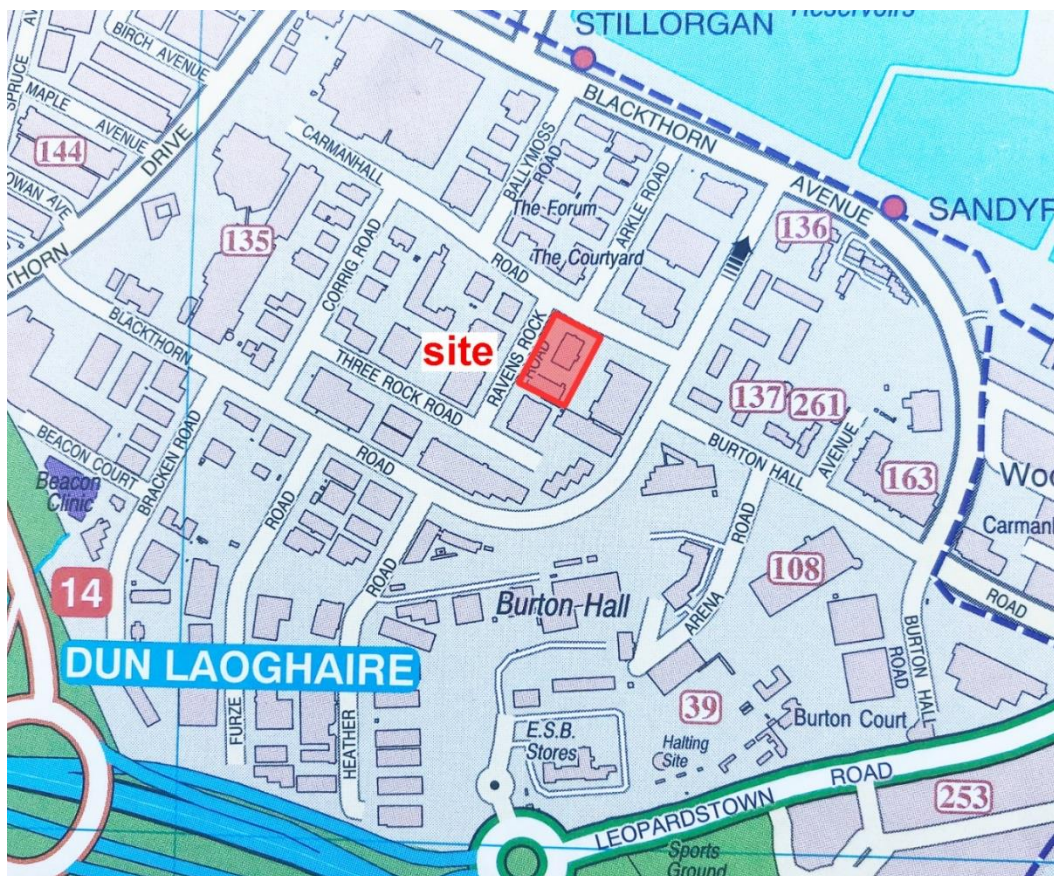 STILLORGAN
Reservoirs
BIRCH AVENUE
SPRUCE
MAPLE AVENUE
144
DRIVE
BLACKTHORN
AVENUE
CARMANHALL
ROAD
BALLYMOSS
ROAD
The Forum
ARKLE ROAD
The Courtyard
136
SANDYF
135
CORRIG ROAD
THORN
BLACKTHORN
site
RAVENS ROCK
ROAD
THREE ROCK ROAD
137
261
AVENUE
BURTON HALL
163
Woo
Carmanh
ROAD
BEACON COURT
BRACKEN ROAD
Beacon
Clinic
ROAD
ROAD
ROAD
ROAD
14
108
Burton Hall
ARENA
DUN LAOGHAIRE
FURZE
HEATHER
39
BURTON HALL
ROAD
Burton Court
E.S.B.
Stores
Halting
Site
LEOPARDSTOWN
ROAD
253
Sports
Ground